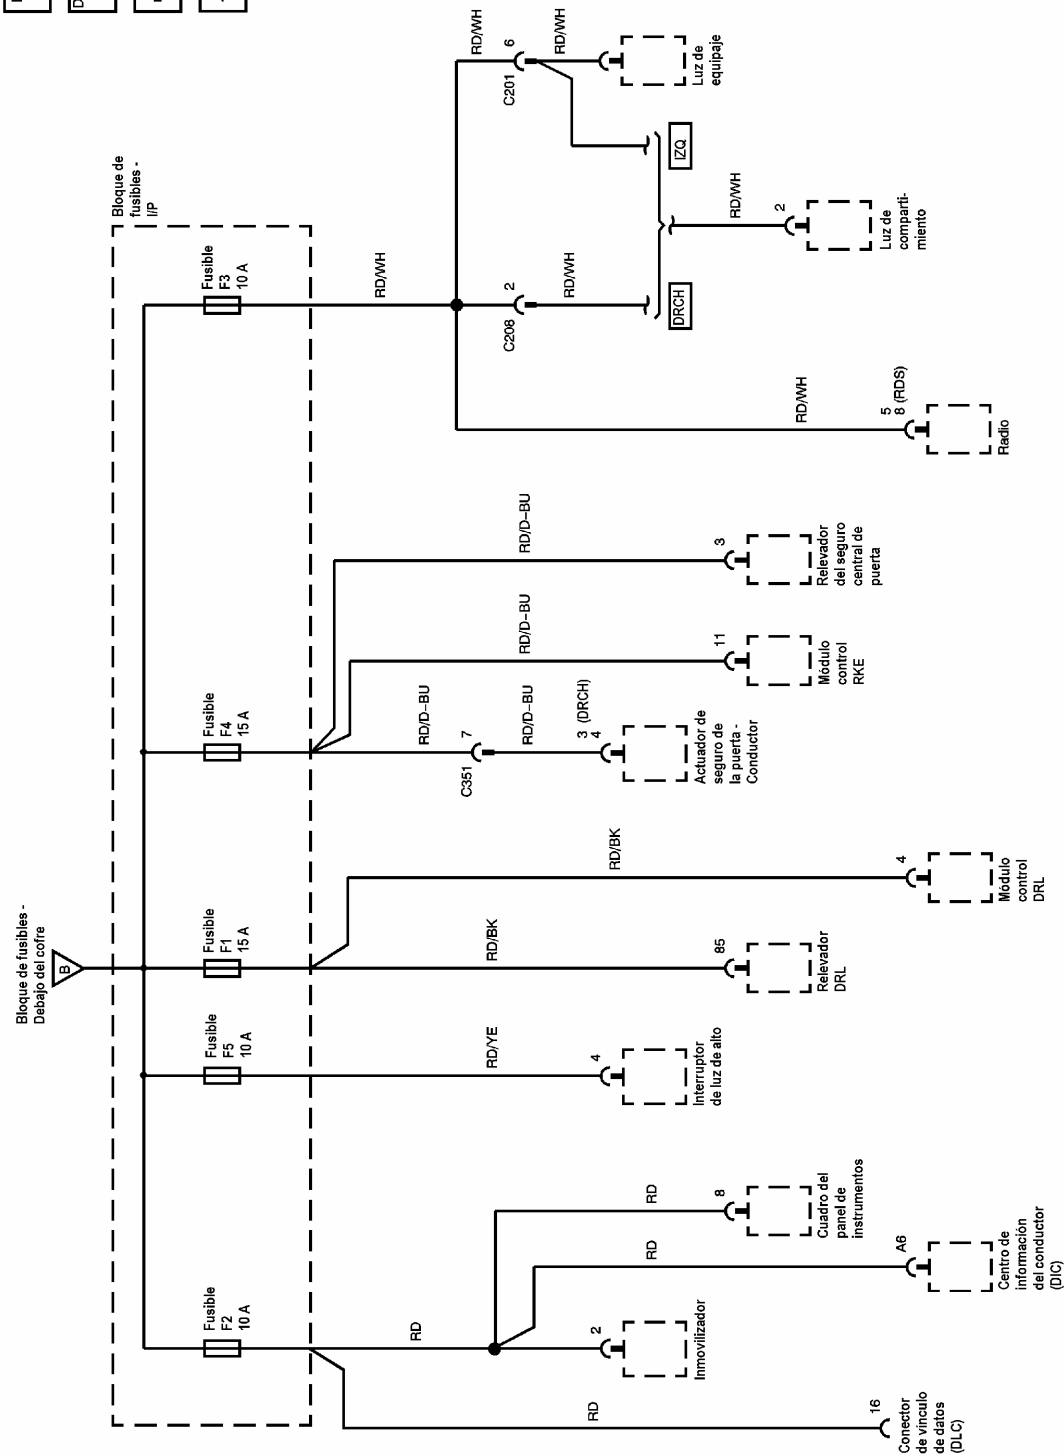 Bloque de fusibles -
Debajo del cofre
B
Bloque de
fusibles -
I/P
Fusible
F2
10 A
Fusible
F5
10 A
Fusible
F1
15 A
Fusible
F4
15 A
Fusible
F3
10 A
RD
RD
16
Conector
de vínculo
de datos
(DLC)
2
Inmovilizador
RD
A6
Centro de
información
del conductor
(DIC)
RD
8
Cuadro del
panel de
instrumentos
RD/YE
4
Interruptor
de luz de alto
RD/BK
85
Relevador
DRL
RD/BK
4
Módulo
control
DRL
RD/D-BU
C351
7
RD/D-BU
3 (DRCH)
4
Actuador de
seguro de
la puerta -
Conductor
RD/D-BU
11
Módulo
control
RKE
RD/D-BU
3
Relevador
del seguro
central de
puerta
RD/WH
RD/WH
5
8 (RDS)
Radio
C208
2
RD/WH
DRCH
RD/WH
2
Luz de
comparti-
miento
IZQ
RD/WH
C201
6
RD/WH
Luz de
equipaje